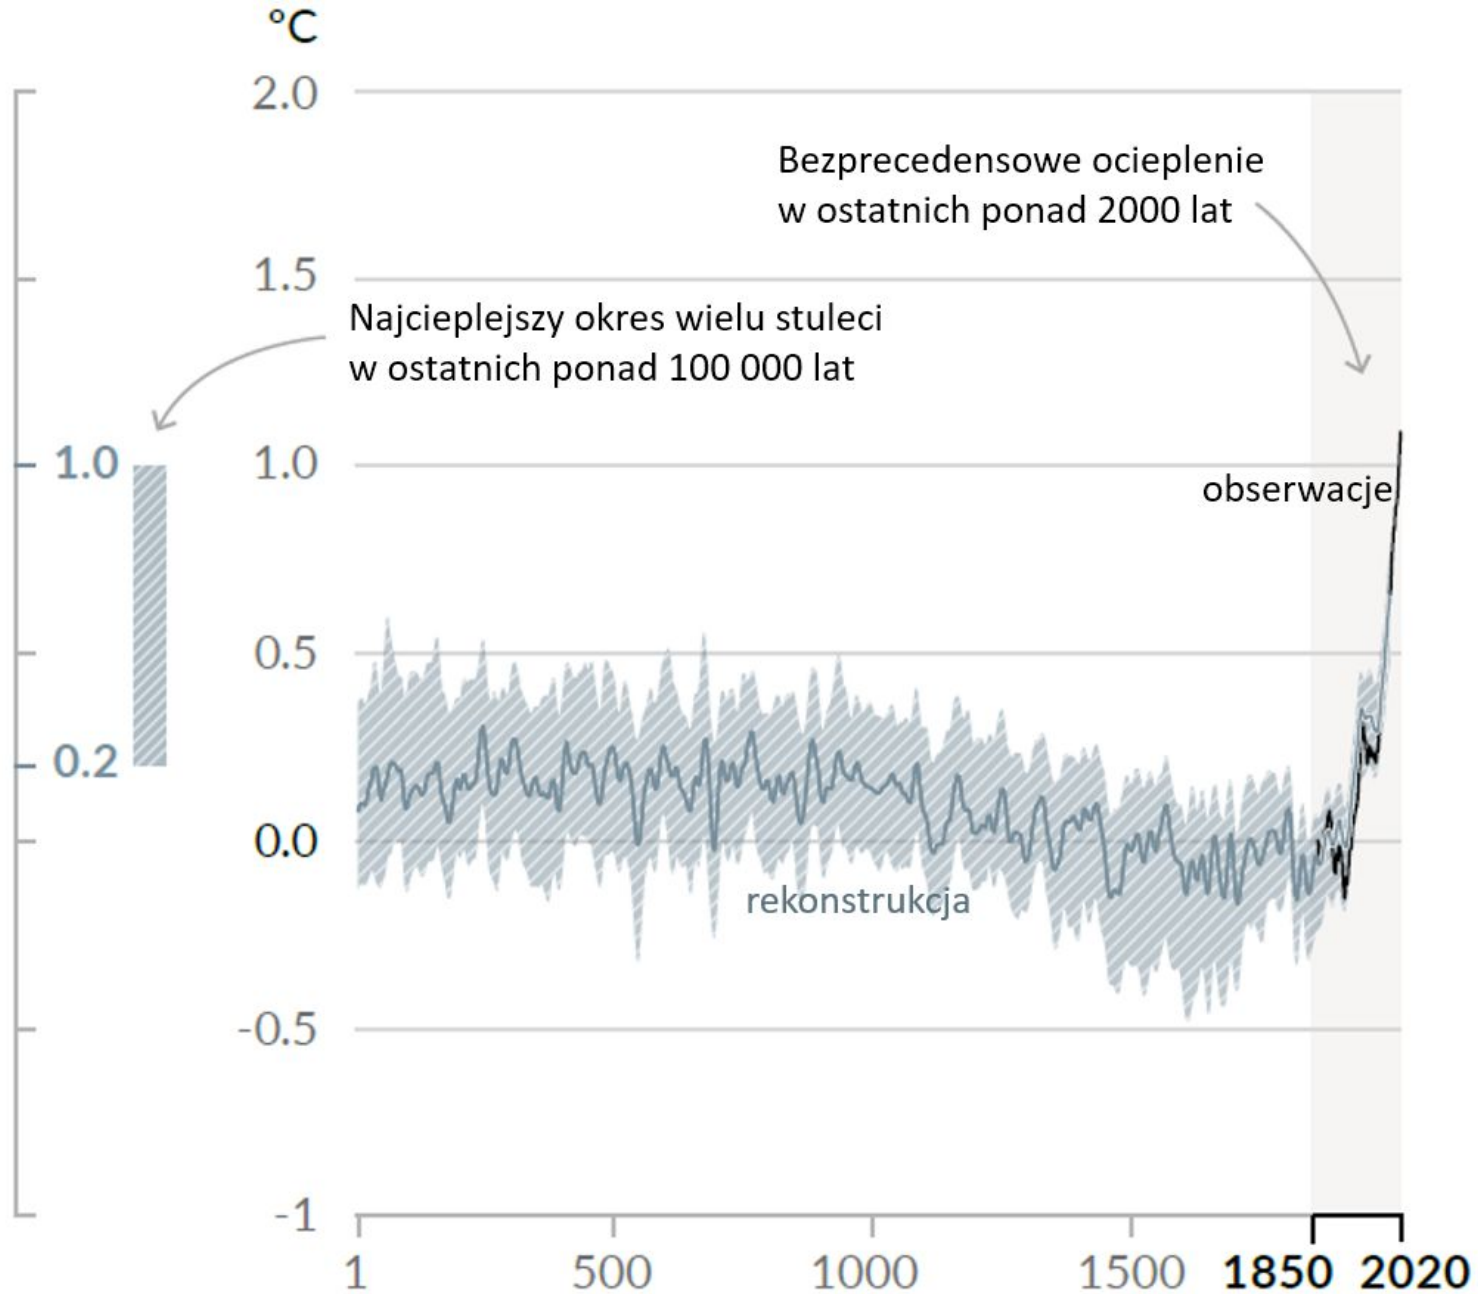 °C
2.0
Bezprecedensowe ocieplenie
w ostatnich ponad 2000 lat
1.5
Najcieplejszy okres wielu stuleci
w ostatnich ponad 100 000 lat
1.0
1.0
obserwacje
0.5
0.2
0.0
rekonstrukcja
-0.5
-1
1 500 1000 1500 1850 2020